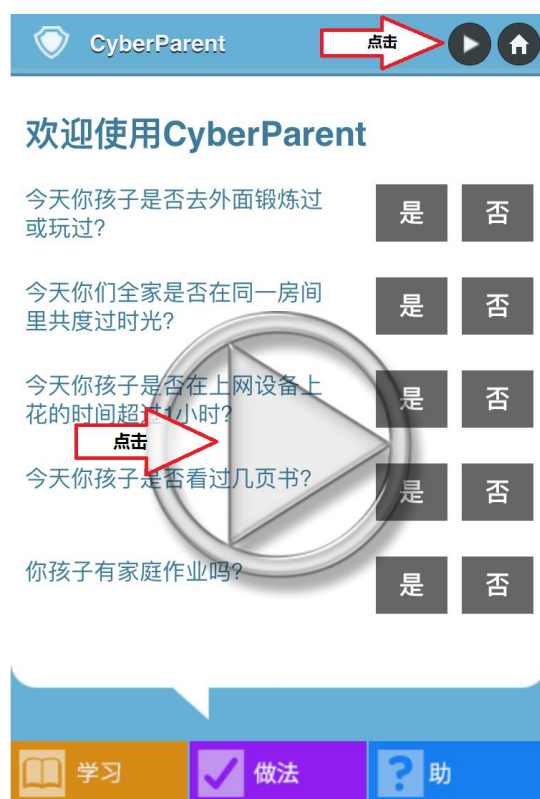 CyberParent
点击
欢迎使用CyberParent
今天你孩子是否去外面锻炼过
或玩过?
是 否
今天你们全家是否在同一房间
里共度过时光?
是 否
今天你孩子是否在上网设备上
花的时间超过1小时?
是 否
点击
今天你孩子是否看过几页书?
是 否
你孩子有家庭作业吗?
是 否
学习
做法
助